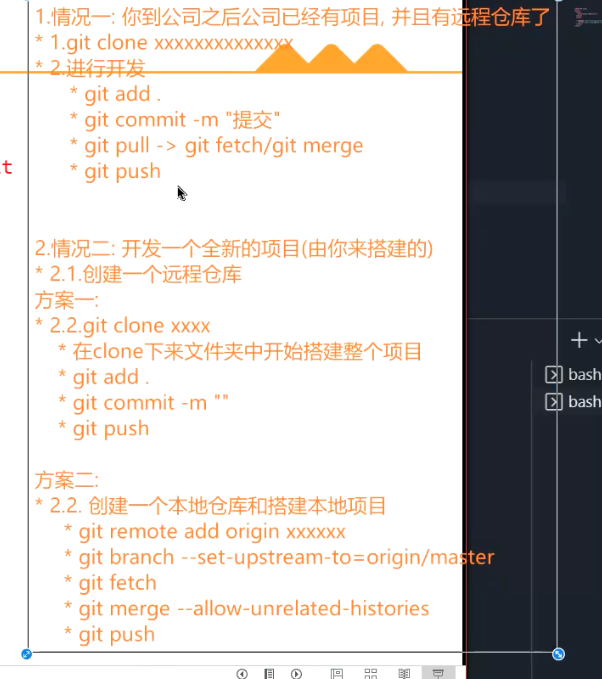 1.情况一: 你到公司之后公司已经有项目, 并且有远程仓库了
* 1.git clone xxxxxxxxxxxxxx
* 2.进行开发
* git add .
* git commit -m "提交"
* git pull -> git fetch/git merge
* git push
t
2.情况二: 开发一个全新的项目(由你来搭建的)
* 2.1.创建一个远程仓库
方案一:
* 2.2.git clone xxxx
* 在clone下来文件夹中开始搭建整个项目
* git add .
* git commit -m ""
* git push
bash
bash
方案二:
* 2.2. 创建一个本地仓库和搭建本地项目
* git remote add origin xxxxxx
* git branch --set-upstream-to=origin/master
* git fetch
* git merge --allow-unrelated-histories
* git push